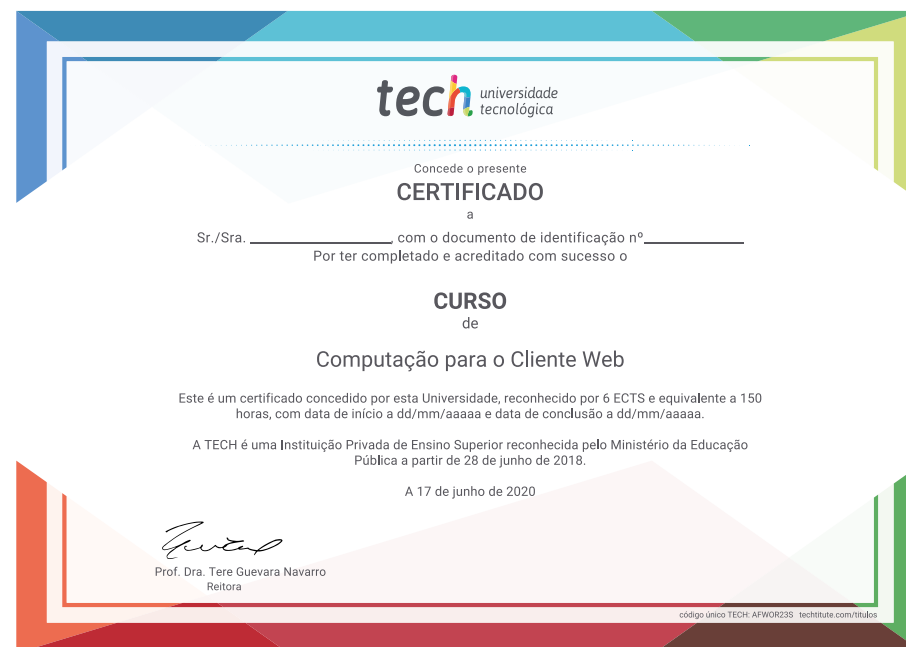 tech universidade
tecnológica
Concede o presente
CERTIFICADO
a
Sr./Sra. ____________________, com o documento de identificação nº______________
Por ter completado e acreditado com sucesso o
CURSO
de
Computação para o Cliente Web
Este é um certificado concedido por esta Universidade, reconhecido por 6 ECTS e equivalente a 150
horas, com data de início a dd/mm/aaaaa e data de conclusão a dd/mm/aaaaa.
A TECH é uma Instituição Privada de Ensino Superior reconhecida pelo Ministério da Educação
Pública a partir de 28 de junho de 2018.
A 17 de junho de 2020
Prof. Dra. Tere Guevara Navarro
Reitora
código único TECH: AFWOR23S techtitute.com/titulos